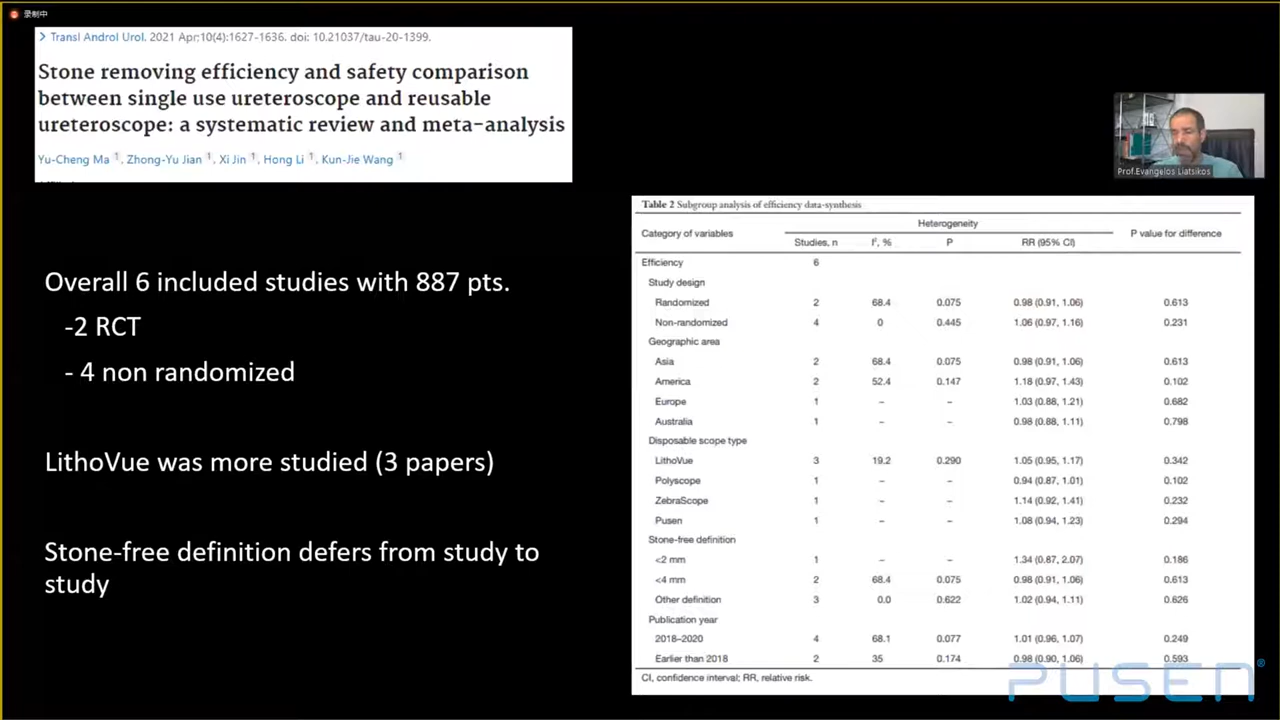 录制中
> Transl Androl Urol. 2021 Apr;10(4):1627-1636. doi: 10.21037/tau-20-1399.
Stone removing efficiency and safety comparison
between single use ureteroscope and reusable
ureteroscope: a systematic review and meta-analysis
Yu-Cheng Ma 1, Zhong-Yu Jian 1, Xi Jin 1, Hong Li 1, Kun-Jie Wang 1
Prof.Evangelos Liatsikos
Overall 6 included studies with 887 pts.
-2 RCT
- 4 non randomized
LithoVue was more studied (3 papers)
Stone-free definition defers from study to
study
Table 2 Subgroup analysis of efficiency data-synthesis
Category of variables Heterogeneity P value for difference
Studies, n I², % P RR (95% CI)
Efficiency 6
Study design
Randomized 2 68.4 0.075 0.98 (0.91, 1.06) 0.613
Non-randomized 4 0 0.445 1.06 (0.97, 1.16) 0.231
Geographic area
Asia 2 68.4 0.075 0.98 (0.91, 1.06) 0.613
America 2 52.4 0.147 1.18 (0.97, 1.43) 0.102
Europe 1 – – 1.03 (0.88, 1.21) 0.682
Australia 1 – – 0.98 (0.88, 1.11) 0.798
Disposable scope type
LithoVue 3 19.2 0.290 1.05 (0.95, 1.17) 0.342
Polyscope 1 – – 0.94 (0.87, 1.01) 0.102
ZebraScope 1 – – 1.14 (0.92, 1.41) 0.232
Pusen 1 – – 1.08 (0.94, 1.23) 0.294
Stone-free definition
<2 mm 1 – – 1.34 (0.87, 2.07) 0.186
<4 mm 2 68.4 0.075 0.98 (0.91, 1.06) 0.613
Other definition 3 0.0 0.622 1.02 (0.94, 1.11) 0.626
Publication year
2018–2020 4 68.1 0.077 1.01 (0.96, 1.07) 0.249
Earlier than 2018 2 35 0.174 0.98 (0.90, 1.06) 0.593
CI, confidence interval; RR, relative risk.
PUSEN®